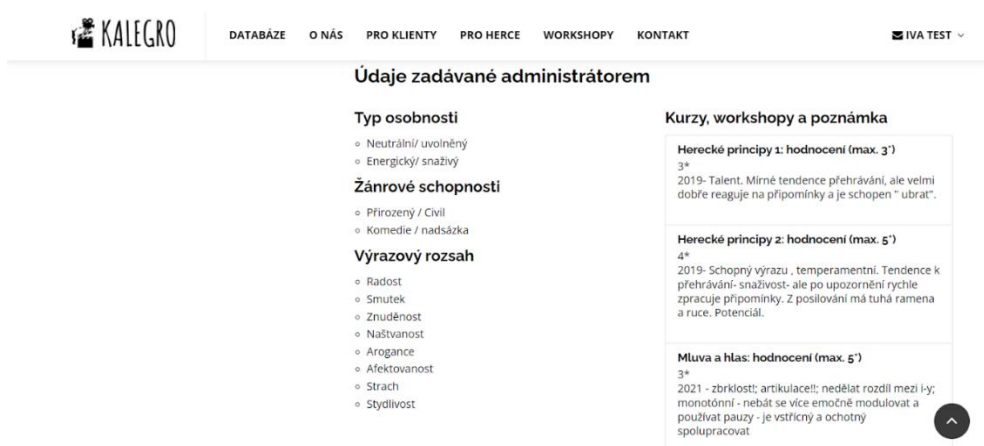 KALEGRO
DATABÁZE O NÁS PRO KLIENTY PRO HERCE WORKSHOPY KONTAKT
IVA TEST
Údaje zadávané administrátorem
Typ osobnosti
Neutrální/ uvolněný
Energický/ snaživý
Žánrové schopnosti
Přirozený / Civil
Komedie / nadsázka
Výrazový rozsah
Radost
Smutek
Znuděnost
Naštvanost
Arogance
Afektovanost
Strach
Stydlivost
Kurzy, workshopy a poznámka
Herecké principy 1: hodnocení (max. 3*)
3*
2019- Talent. Mírné tendence přehrávání, ale velmi
dobře reaguje na připomínky a je schopen " ubrat".
Herecké principy 2: hodnocení (max. 5*)
4*
2019- Schopný výrazu , temperamentní. Tendence k
přehrávání- snaživost- ale po upozornění rychle
zpracuje připomínky. Z posilování má tuhá ramena
a ruce. Potenciál.
Mluva a hlas: hodnocení (max. 5*)
3*
2021 - zbrklost!; artikulace!!; nedělat rozdíl mezi i-y;
monotónní - nebát se více emočně modulovat a
používat pauzy - je vstřícný a ochotný
spolupracovat